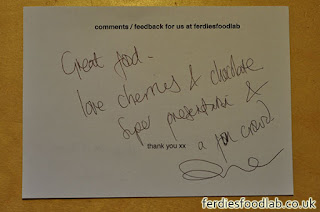 comments / feedback for us at ferdiesfoodlab
Great food -
love cherries & chocolate
Super presentation &
a fun crowd
thank you xx
ferdiesfoodlab.co.uk